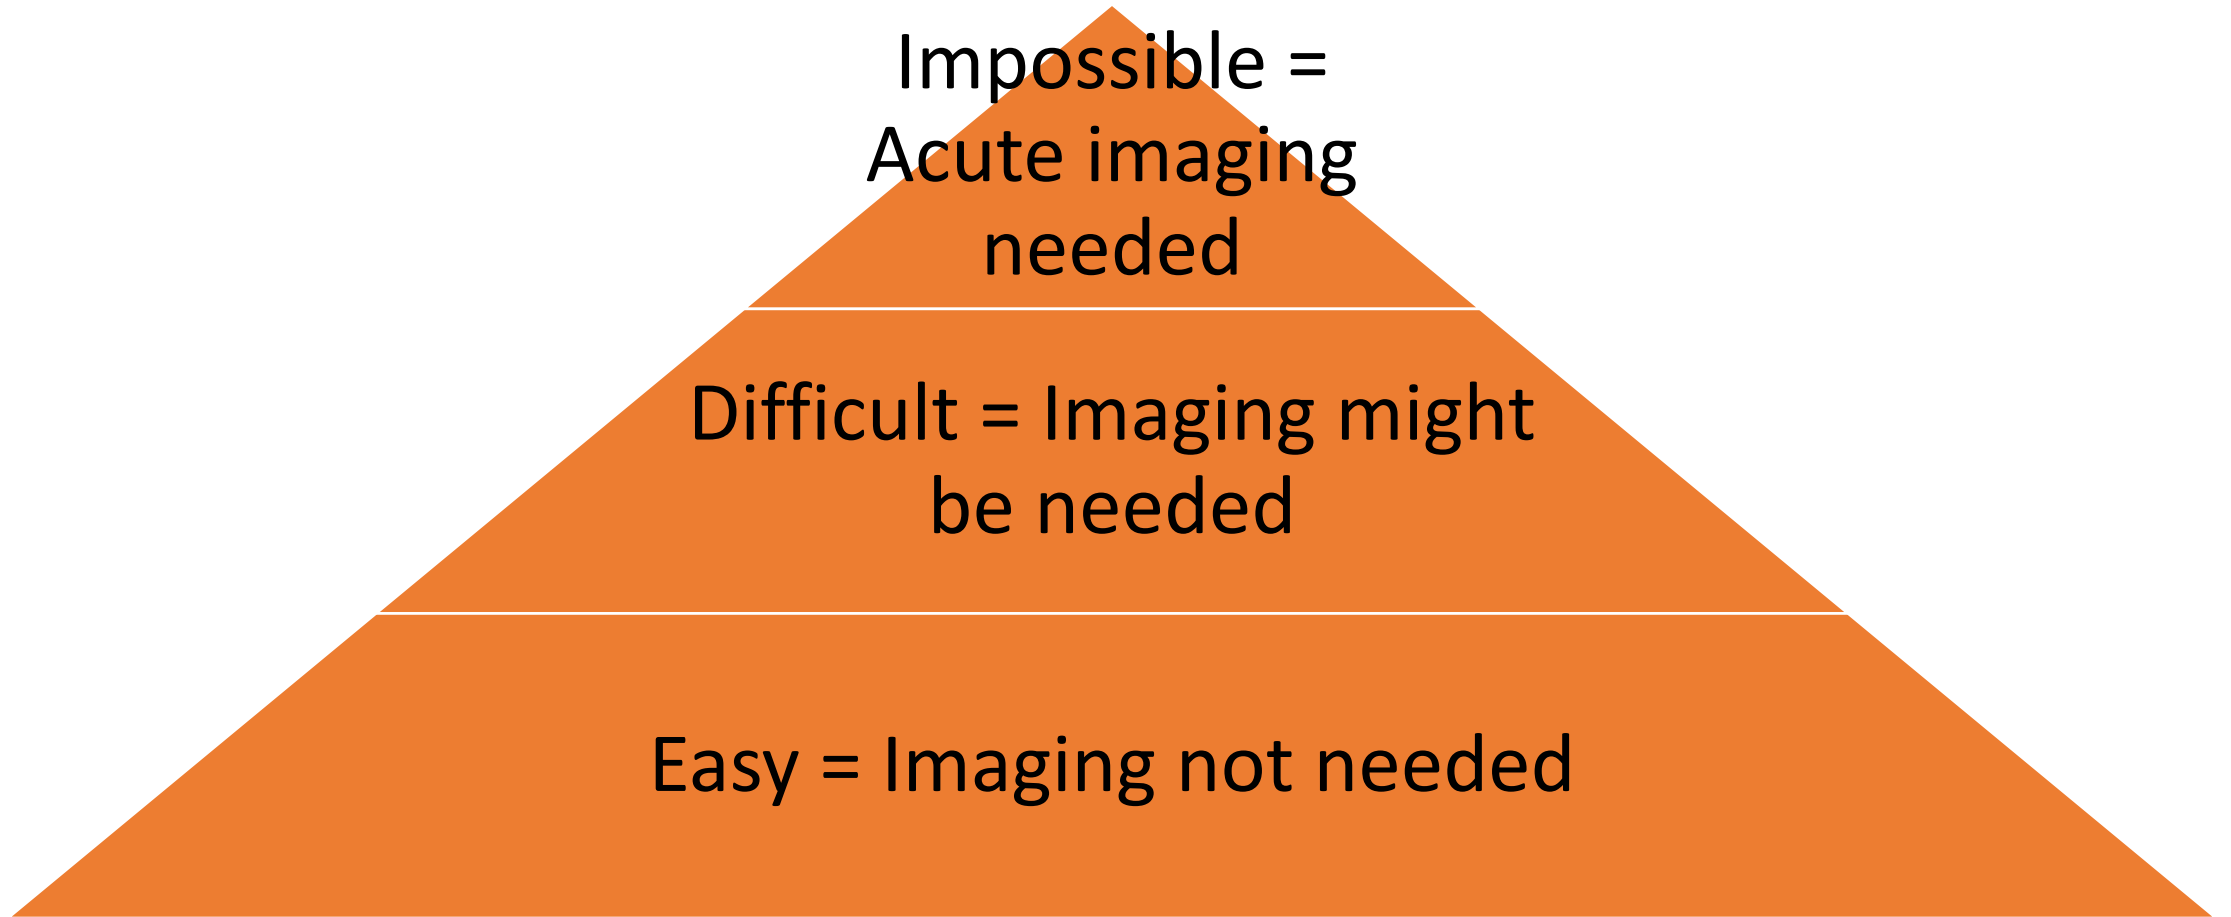 Impossible =
Acute imaging
needed
Difficult = Imaging might
be needed
Easy = Imaging not needed